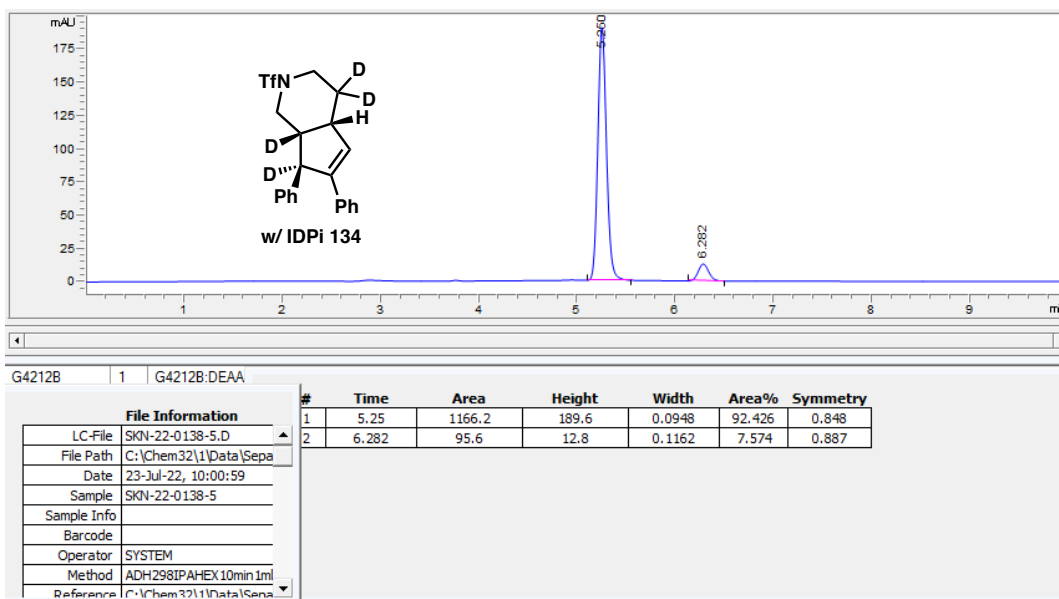 mAU
175
150
125
100
75
50
25
0
5.260
6.282
TfN
D
D
H
D
D
Ph
Ph
w/ IDPi 134
1 2 3 4 5 6 7 8 9 m
G4212B 1 G4212B:DEAA
# Time Area Height Width Area% Symmetry
1 5.25 1166.2 189.6 0.0948 92.426 0.848
2 6.282 95.6 12.8 0.1162 7.574 0.887
File Information
LC-File SKN-22-0138-5.D
File Path C:\Chem32\1\Data\Sepa
Date 23-Jul-22, 10:00:59
Sample SKN-22-0138-5
Sample Info
Barcode
Operator SYSTEM
Method ADH298IPAHEX10min1ml
Reference C:\Chem32\1\Data\Sepa